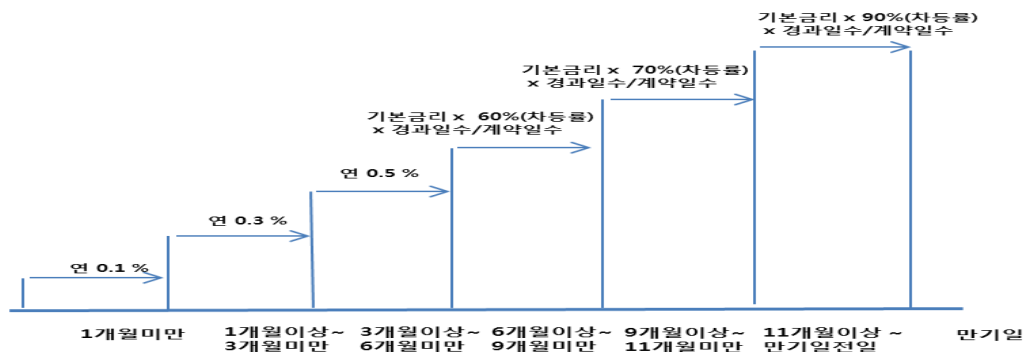 기본금리 x 90%(차등률)
x 경과일수/계약일수
기본금리 x 70%(차등률)
x 경과일수/계약일수
기본금리 x 60%(차등률)
x 경과일수/계약일수
연 0.5 %
연 0.3 %
연 0.1 %
1개월미만
1개월이상~
3개월미만
3개월이상~
6개월미만
6개월이상~
9개월미만
9개월이상~
11개월미만
11개월이상 ~
만기일전일
만기일